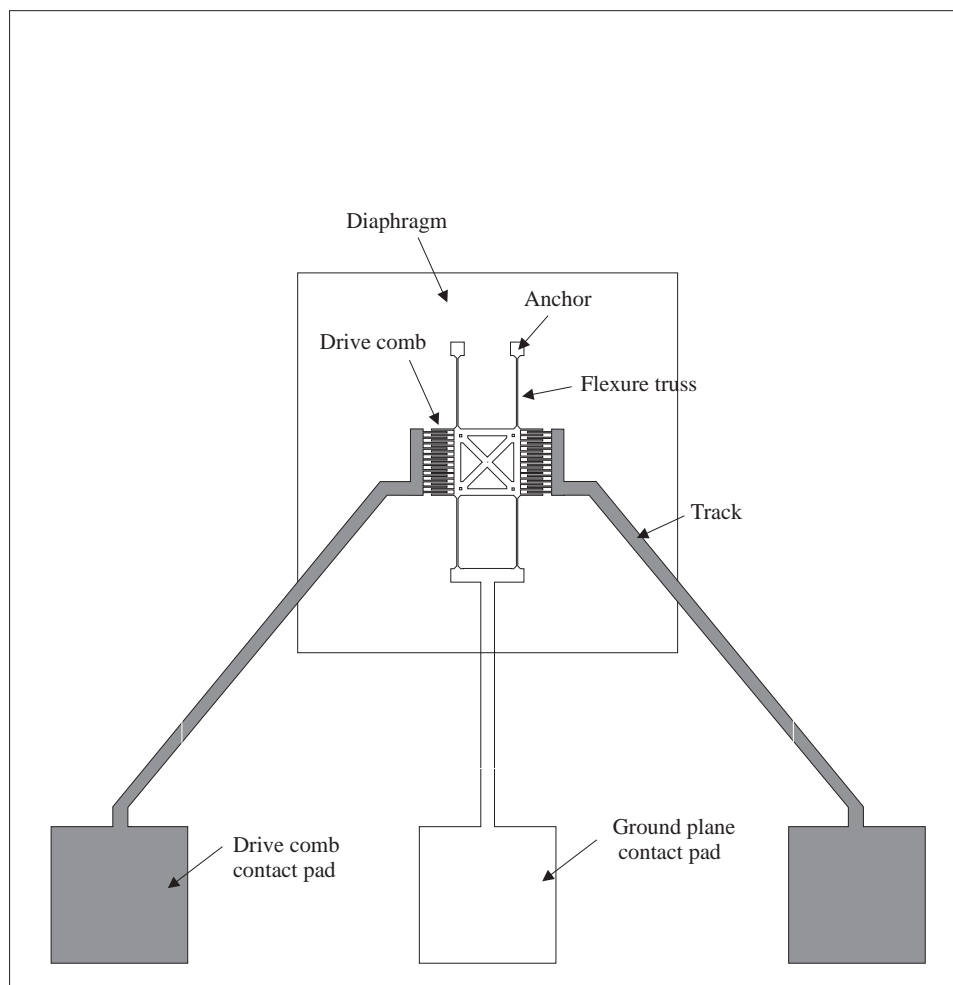 Diaphragm
Anchor
Drive comb
Flexure truss
Track
Ground plane
contact pad
Drive comb
contact pad